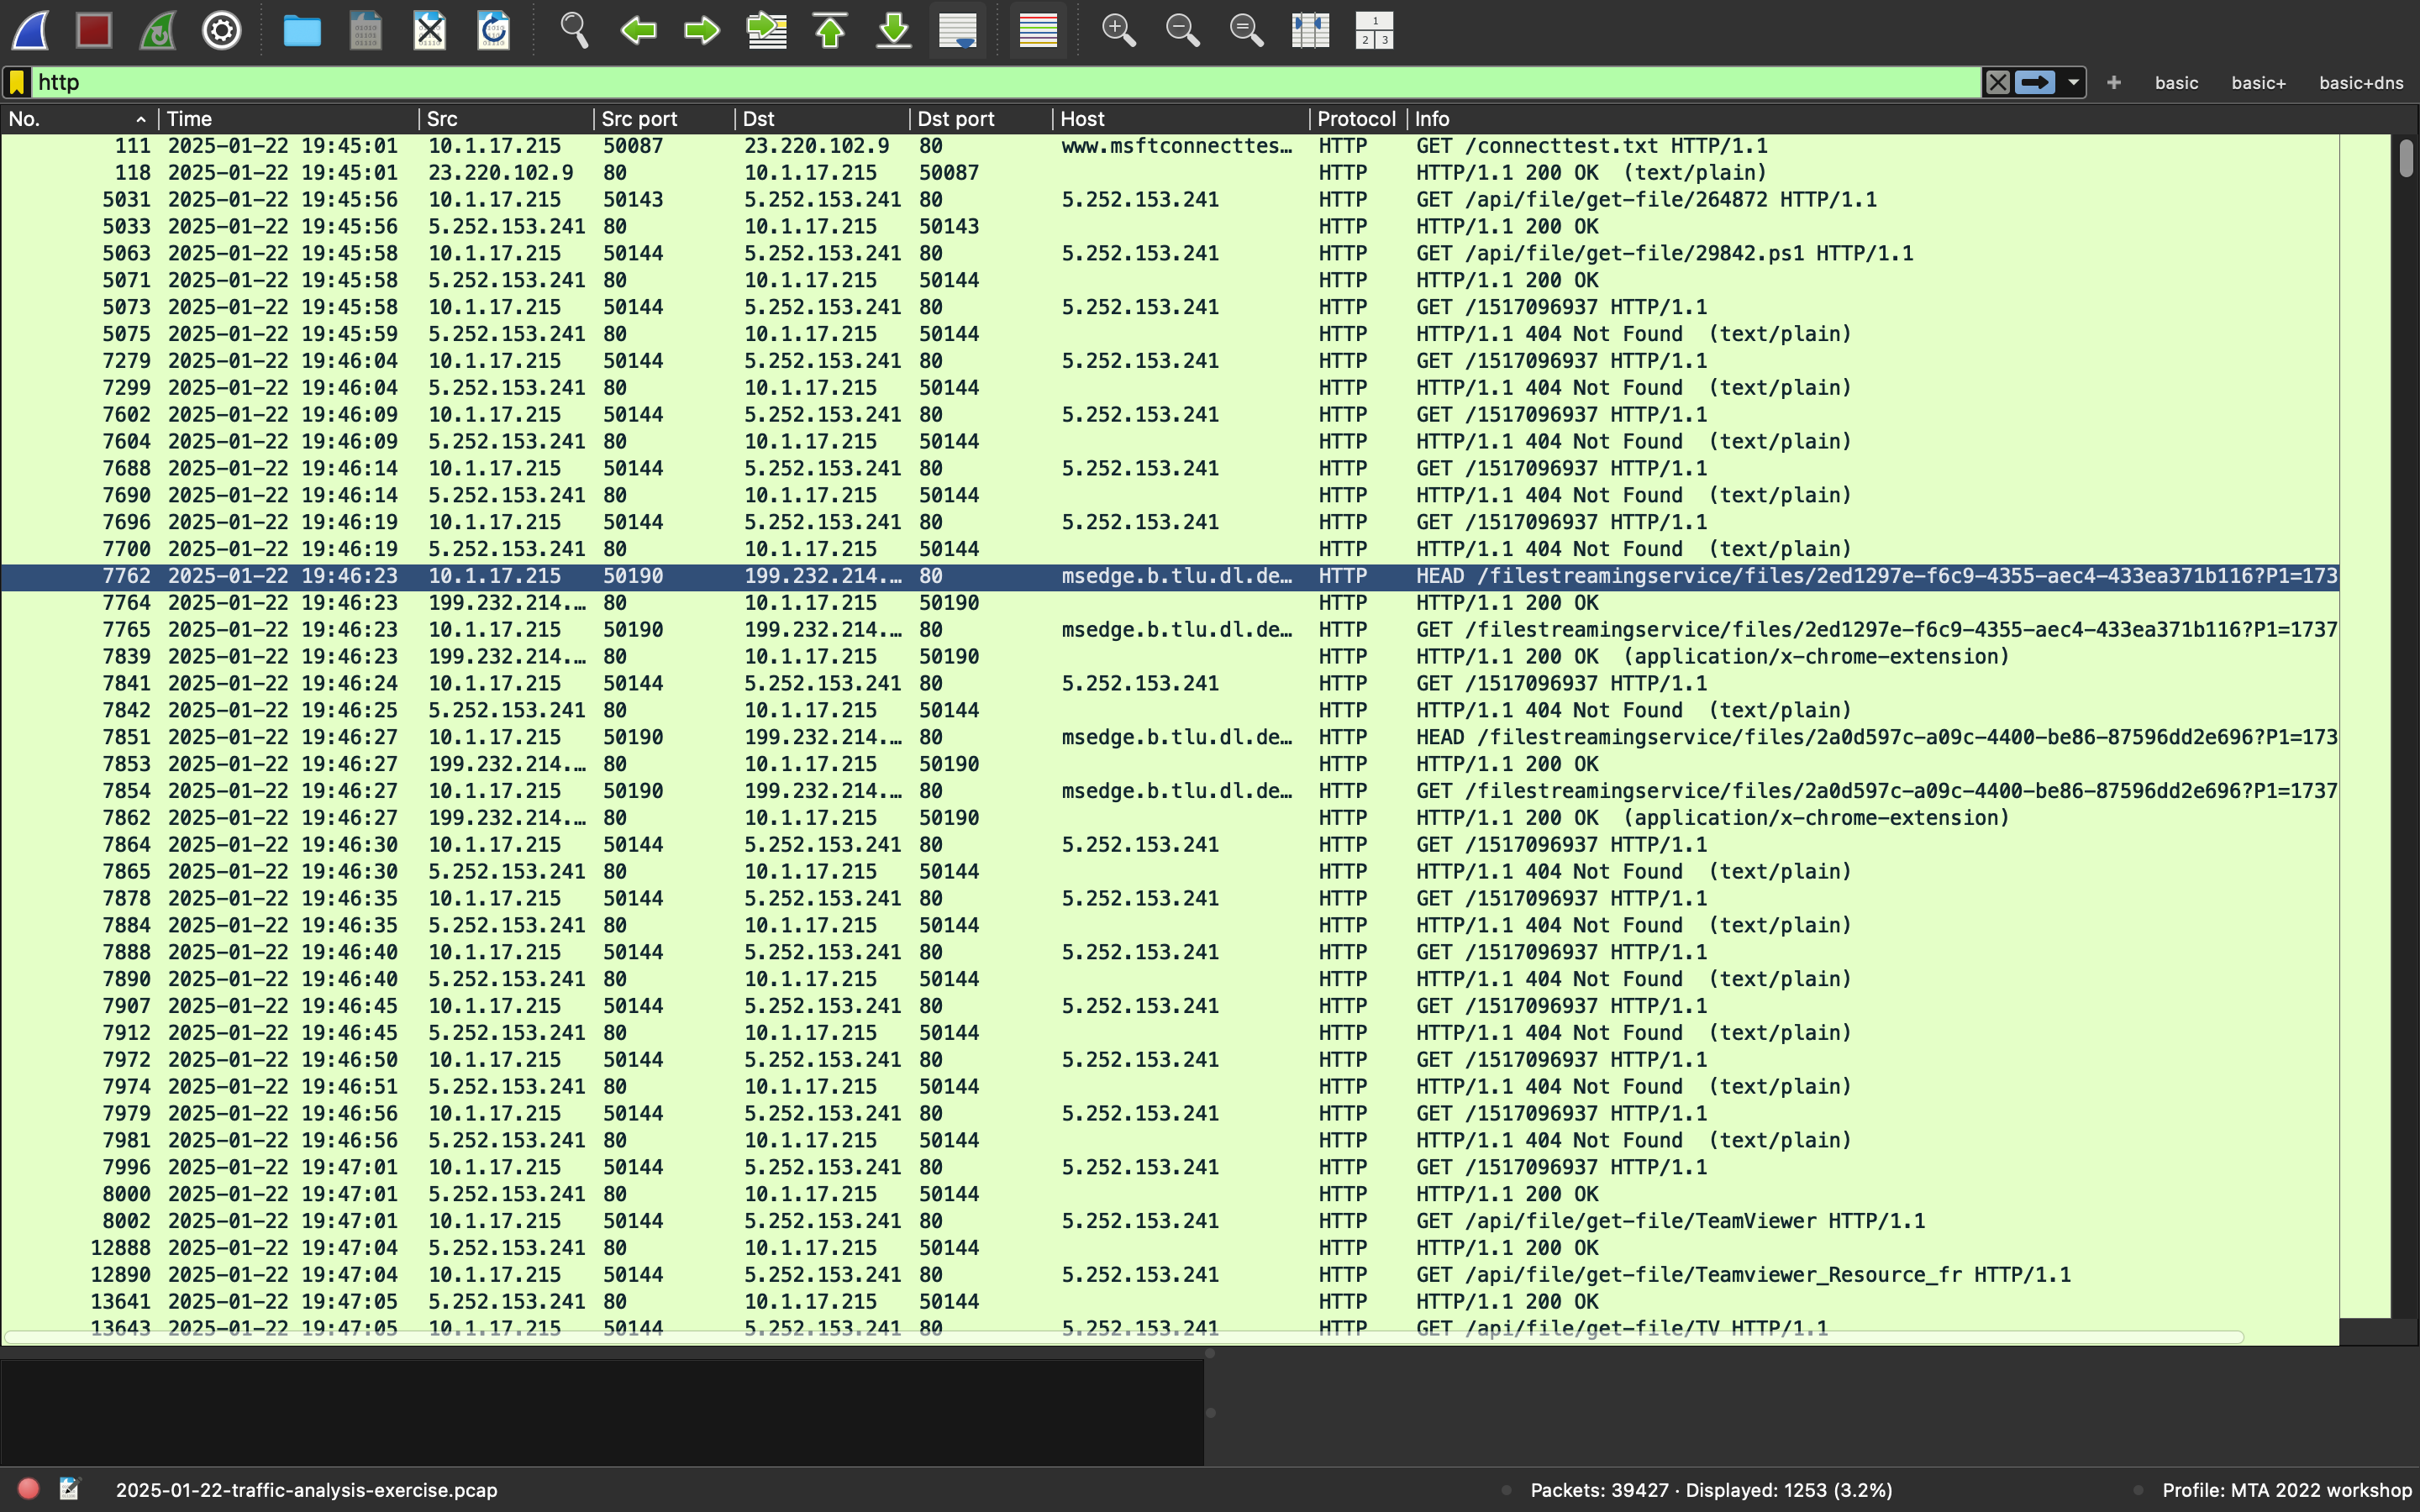 http
basic basic+ basic+dns
No. Time Src Src port Dst Dst port Host Protocol Info
111 2025-01-22 19:45:01 10.1.17.215 50087 23.220.102.9 80 www.msftconnecttes… HTTP GET /connecttest.txt HTTP/1.1
118 2025-01-22 19:45:01 23.220.102.9 80 10.1.17.215 50087 HTTP HTTP/1.1 200 OK (text/plain)
5031 2025-01-22 19:45:56 10.1.17.215 50143 5.252.153.241 80 5.252.153.241 HTTP GET /api/file/get-file/264872 HTTP/1.1
5033 2025-01-22 19:45:56 5.252.153.241 80 10.1.17.215 50143 HTTP HTTP/1.1 200 OK
5063 2025-01-22 19:45:58 10.1.17.215 50144 5.252.153.241 80 5.252.153.241 HTTP GET /api/file/get-file/29842.ps1 HTTP/1.1
5071 2025-01-22 19:45:58 5.252.153.241 80 10.1.17.215 50144 HTTP HTTP/1.1 200 OK
5073 2025-01-22 19:45:58 10.1.17.215 50144 5.252.153.241 80 5.252.153.241 HTTP GET /1517096937 HTTP/1.1
5075 2025-01-22 19:45:59 5.252.153.241 80 10.1.17.215 50144 HTTP HTTP/1.1 404 Not Found (text/plain)
7279 2025-01-22 19:46:04 10.1.17.215 50144 5.252.153.241 80 5.252.153.241 HTTP GET /1517096937 HTTP/1.1
7299 2025-01-22 19:46:04 5.252.153.241 80 10.1.17.215 50144 HTTP HTTP/1.1 404 Not Found (text/plain)
7602 2025-01-22 19:46:09 10.1.17.215 50144 5.252.153.241 80 5.252.153.241 HTTP GET /1517096937 HTTP/1.1
7604 2025-01-22 19:46:09 5.252.153.241 80 10.1.17.215 50144 HTTP HTTP/1.1 404 Not Found (text/plain)
7688 2025-01-22 19:46:14 10.1.17.215 50144 5.252.153.241 80 5.252.153.241 HTTP GET /1517096937 HTTP/1.1
7690 2025-01-22 19:46:14 5.252.153.241 80 10.1.17.215 50144 HTTP HTTP/1.1 404 Not Found (text/plain)
7696 2025-01-22 19:46:19 10.1.17.215 50144 5.252.153.241 80 5.252.153.241 HTTP GET /1517096937 HTTP/1.1
7700 2025-01-22 19:46:19 5.252.153.241 80 10.1.17.215 50144 HTTP HTTP/1.1 404 Not Found (text/plain)
7762 2025-01-22 19:46:23 10.1.17.215 50190 199.232.214.… 80 msedge.b.tlu.dl.de… HTTP HEAD /filestreamingservice/files/2ed1297e-f6c9-4355-aec4-433ea371b116?P1=173
7764 2025-01-22 19:46:23 199.232.214.… 80 10.1.17.215 50190 HTTP HTTP/1.1 200 OK
7765 2025-01-22 19:46:23 10.1.17.215 50190 199.232.214.… 80 msedge.b.tlu.dl.de… HTTP GET /filestreamingservice/files/2ed1297e-f6c9-4355-aec4-433ea371b116?P1=1737
7839 2025-01-22 19:46:23 199.232.214.… 80 10.1.17.215 50190 HTTP HTTP/1.1 200 OK (application/x-chrome-extension)
7841 2025-01-22 19:46:24 10.1.17.215 50144 5.252.153.241 80 5.252.153.241 HTTP GET /1517096937 HTTP/1.1
7842 2025-01-22 19:46:25 5.252.153.241 80 10.1.17.215 50144 HTTP HTTP/1.1 404 Not Found (text/plain)
7851 2025-01-22 19:46:27 10.1.17.215 50190 199.232.214.… 80 msedge.b.tlu.dl.de… HTTP HEAD /filestreamingservice/files/2a0d597c-a09c-4400-be86-87596dd2e696?P1=173
7853 2025-01-22 19:46:27 199.232.214.… 80 10.1.17.215 50190 HTTP HTTP/1.1 200 OK
7854 2025-01-22 19:46:27 10.1.17.215 50190 199.232.214.… 80 msedge.b.tlu.dl.de… HTTP GET /filestreamingservice/files/2a0d597c-a09c-4400-be86-87596dd2e696?P1=1737
7862 2025-01-22 19:46:27 199.232.214.… 80 10.1.17.215 50190 HTTP HTTP/1.1 200 OK (application/x-chrome-extension)
7864 2025-01-22 19:46:30 10.1.17.215 50144 5.252.153.241 80 5.252.153.241 HTTP GET /1517096937 HTTP/1.1
7865 2025-01-22 19:46:30 5.252.153.241 80 10.1.17.215 50144 HTTP HTTP/1.1 404 Not Found (text/plain)
7878 2025-01-22 19:46:35 10.1.17.215 50144 5.252.153.241 80 5.252.153.241 HTTP GET /1517096937 HTTP/1.1
7884 2025-01-22 19:46:35 5.252.153.241 80 10.1.17.215 50144 HTTP HTTP/1.1 404 Not Found (text/plain)
7888 2025-01-22 19:46:40 10.1.17.215 50144 5.252.153.241 80 5.252.153.241 HTTP GET /1517096937 HTTP/1.1
7890 2025-01-22 19:46:40 5.252.153.241 80 10.1.17.215 50144 HTTP HTTP/1.1 404 Not Found (text/plain)
7907 2025-01-22 19:46:45 10.1.17.215 50144 5.252.153.241 80 5.252.153.241 HTTP GET /1517096937 HTTP/1.1
7912 2025-01-22 19:46:45 5.252.153.241 80 10.1.17.215 50144 HTTP HTTP/1.1 404 Not Found (text/plain)
7972 2025-01-22 19:46:50 10.1.17.215 50144 5.252.153.241 80 5.252.153.241 HTTP GET /1517096937 HTTP/1.1
7974 2025-01-22 19:46:51 5.252.153.241 80 10.1.17.215 50144 HTTP HTTP/1.1 404 Not Found (text/plain)
7979 2025-01-22 19:46:56 10.1.17.215 50144 5.252.153.241 80 5.252.153.241 HTTP GET /1517096937 HTTP/1.1
7981 2025-01-22 19:46:56 5.252.153.241 80 10.1.17.215 50144 HTTP HTTP/1.1 404 Not Found (text/plain)
7996 2025-01-22 19:47:01 10.1.17.215 50144 5.252.153.241 80 5.252.153.241 HTTP GET /1517096937 HTTP/1.1
8000 2025-01-22 19:47:01 5.252.153.241 80 10.1.17.215 50144 HTTP HTTP/1.1 200 OK
8002 2025-01-22 19:47:01 10.1.17.215 50144 5.252.153.241 80 5.252.153.241 HTTP GET /api/file/get-file/TeamViewer HTTP/1.1
12888 2025-01-22 19:47:04 5.252.153.241 80 10.1.17.215 50144 HTTP HTTP/1.1 200 OK
12890 2025-01-22 19:47:04 10.1.17.215 50144 5.252.153.241 80 5.252.153.241 HTTP GET /api/file/get-file/Teamviewer_Resource_fr HTTP/1.1
13641 2025-01-22 19:47:05 5.252.153.241 80 10.1.17.215 50144 HTTP HTTP/1.1 200 OK
13643 2025-01-22 19:47:05 10.1.17.215 50144 5.252.153.241 80 5.252.153.241 HTTP GET /api/file/get-file/TV HTTP/1.1
2025-01-22-traffic-analysis-exercise.pcap Packets: 39427 · Displayed: 1253 (3.2%) Profile: MTA 2022 workshop